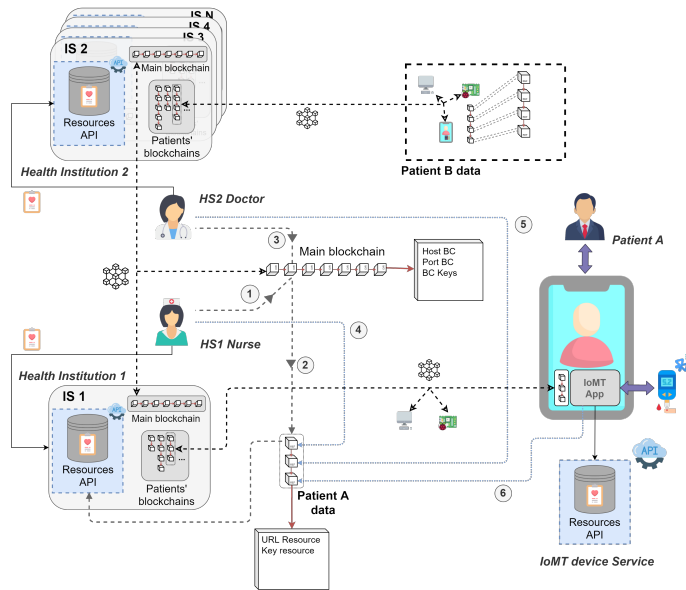 IS N
IS 4
IS 3
IS 2
API
Main blockchain
Resources
API
...
Patients'
blockchains
Patient B data
Health Institution 2
HS2 Doctor
5
3
Patient A
Main blockchain
Host BC
Port BC
BC Keys
1
4
HS1 Nurse
2
Health Institution 1
IS 1
API
Main blockchain
IoMT
App
5.2
Resources
API
...
Patients'
blockchains
API
6
Patient A
data
Resources
API
URL Resource
Key resource
IoMT device Service